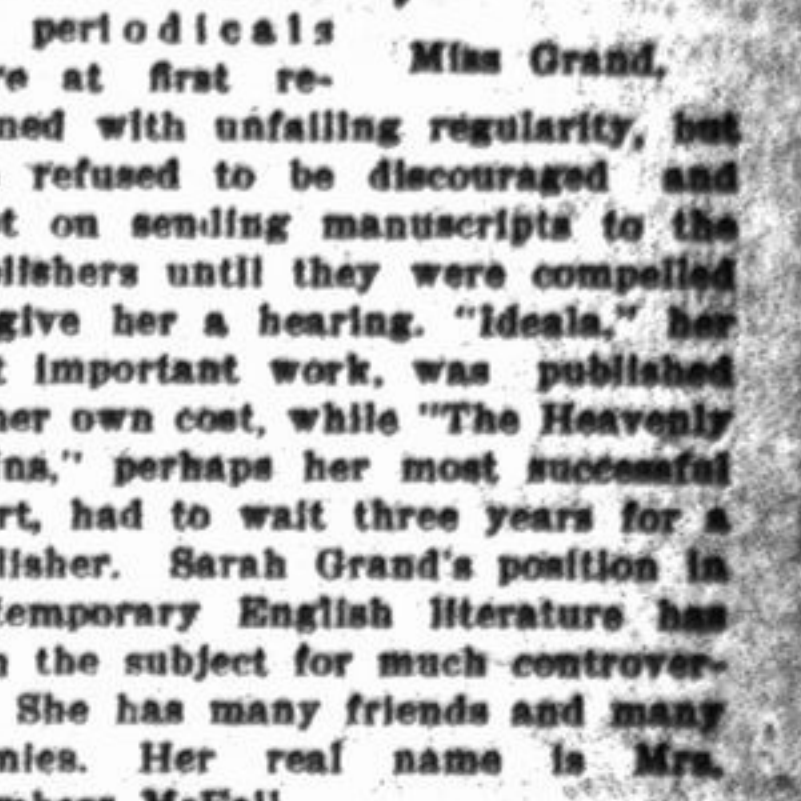 periodicals
re at first re-
Miss Grand.
ned with unfailing regularity, but
refused to be discouraged and
t on sending manuscripts to the
lishers until they were compelled
give her a hearing. "Ideala," her
t important work, was published
her own cost, while "The Heavenly
ins," perhaps her most successful
rt, had to wait three years for a
lisher. Sarah Grand's position in
temporary English literature has
n the subject for much controver-
She has many friends and many
mies. Her real name is Mrs.
McFall